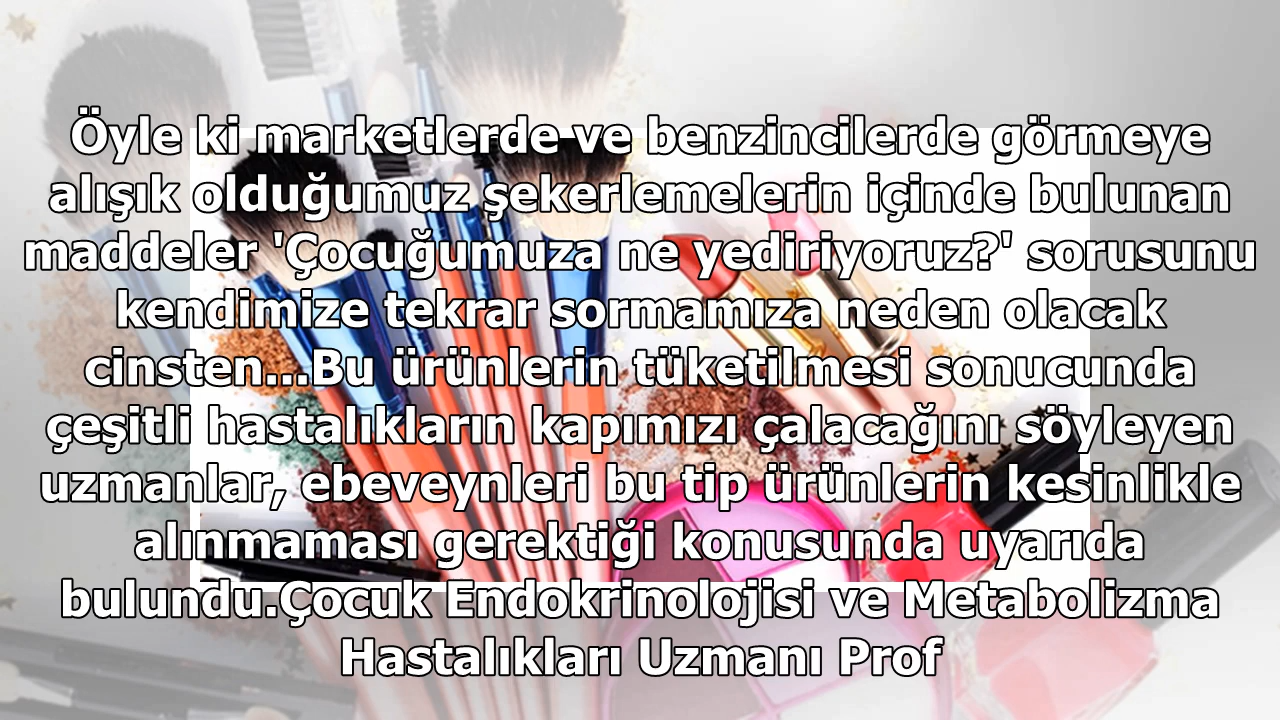 Öyle ki marketlerde ve benzincilerde görmeye
alışık olduğumuz şekerlemelerin içinde bulunan
maddeler 'Çocuğumuza ne yediriyoruz?' sorusunu
kendimize tekrar sormamıza neden olacak
cinsten...Bu ürünlerin tüketilmesi sonucunda
çeşitli hastalıkların kapımızı çalacağını söyleyen
uzmanlar, ebeveynleri bu tip ürünlerin kesinlikle
alınmaması gerektiği konusunda uyarıda
bulundu.Çocuk Endokrinolojisi ve Metabolizma
Hastalıkları Uzmanı Prof